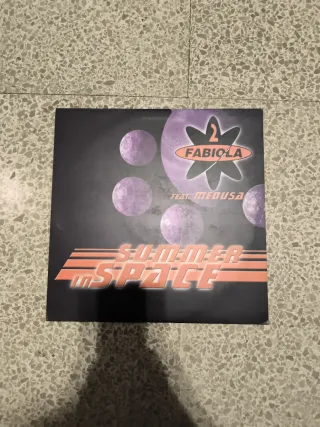 2
FABIOLA
FEAT. MEDUSA
SUMMER
IN SPACE